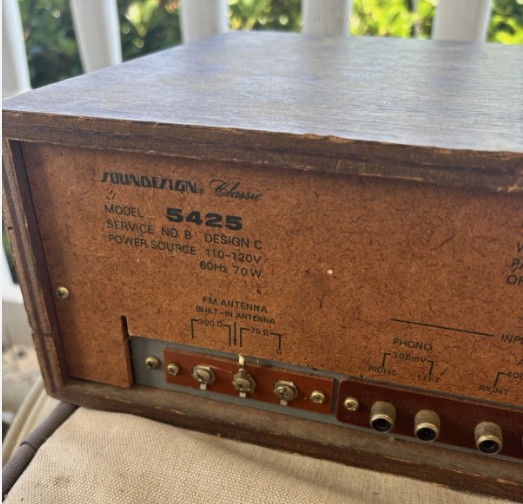 SOUNDESIGN® Classic
MODEL 5425
SERVICE NO. B DESIGN C
POWER SOURCE 110-120V
60Hz 70W
FM ANTENNA
BUILT-IN ANTENNA
300Ω 75Ω
INPU
PHONO
300mV
RIGHT LEFT
RIGHT